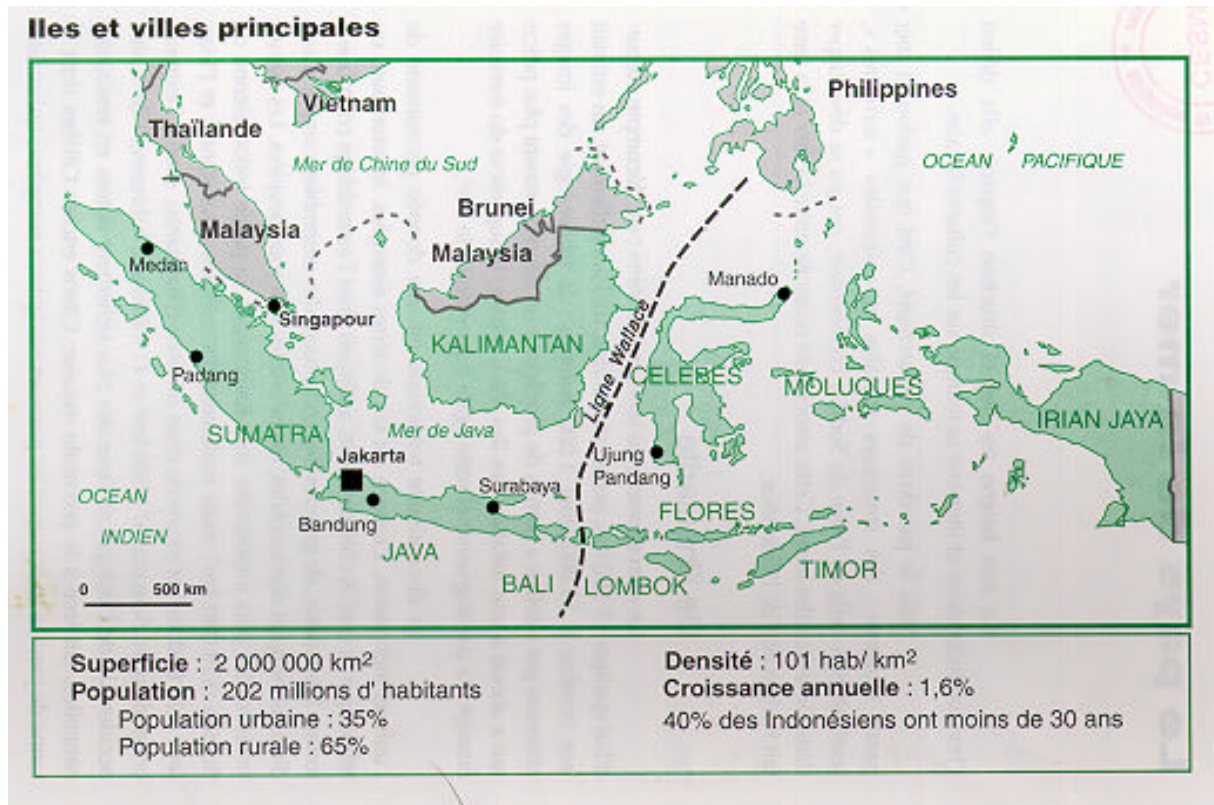 Iles et villes principales
Philippines
Vietnam
Thaïlande
Mer de Chine du Sud
OCEAN PACIFIQUE
Brunei
Malaysia
Malaysia
Medan
Manado
Singapour
Ligne Wallace
KALIMANTAN
Padang
CELEBES
MOLUQUES
IRIAN JAYA
SUMATRA
Mer de Java
Jakarta
Ujung
Pandang
Surabaya
OCEAN
INDIEN
Bandung
FLORES
JAVA
BALI
LOMBOK
TIMOR
0 500 km
Superficie : 2 000 000 km²
Population : 202 millions d' habitants
Population urbaine : 35%
Population rurale : 65%
Densité : 101 hab/ km²
Croissance annuelle : 1,6%
40% des Indonésiens ont moins de 30 ans